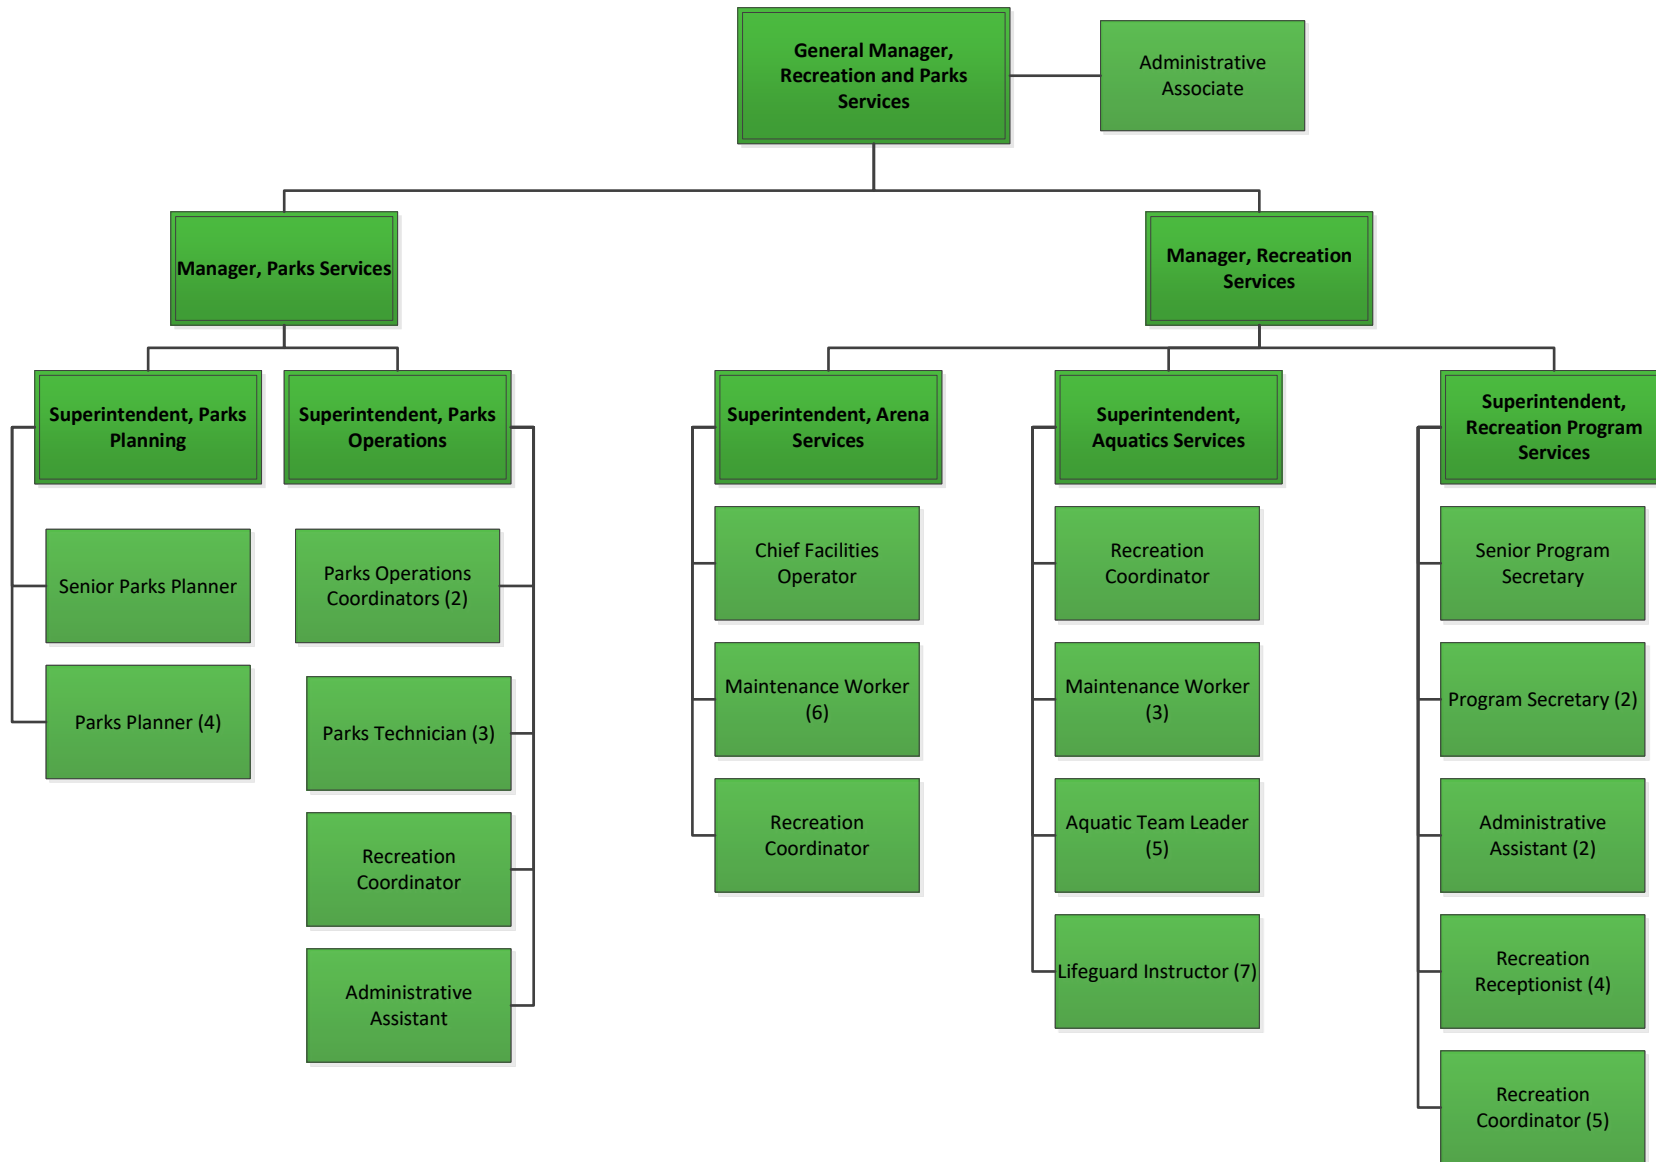 General Manager,
Recreation and Parks
Services
Administrative
Associate
Manager, Parks Services
Manager, Recreation
Services
Superintendent, Parks
Planning
Superintendent, Parks
Operations
Superintendent, Arena
Services
Superintendent,
Aquatics Services
Superintendent,
Recreation Program
Services
Senior Parks Planner
Parks Planner (4)
Parks Operations
Coordinators (2)
Parks Technician (3)
Recreation
Coordinator
Administrative
Assistant
Chief Facilities
Operator
Maintenance Worker
(6)
Recreation
Coordinator
Recreation
Coordinator
Maintenance Worker
(3)
Aquatic Team Leader
(5)
Lifeguard Instructor (7)
Senior Program
Secretary
Program Secretary (2)
Administrative
Assistant (2)
Recreation
Receptionist (4)
Recreation
Coordinator (5)